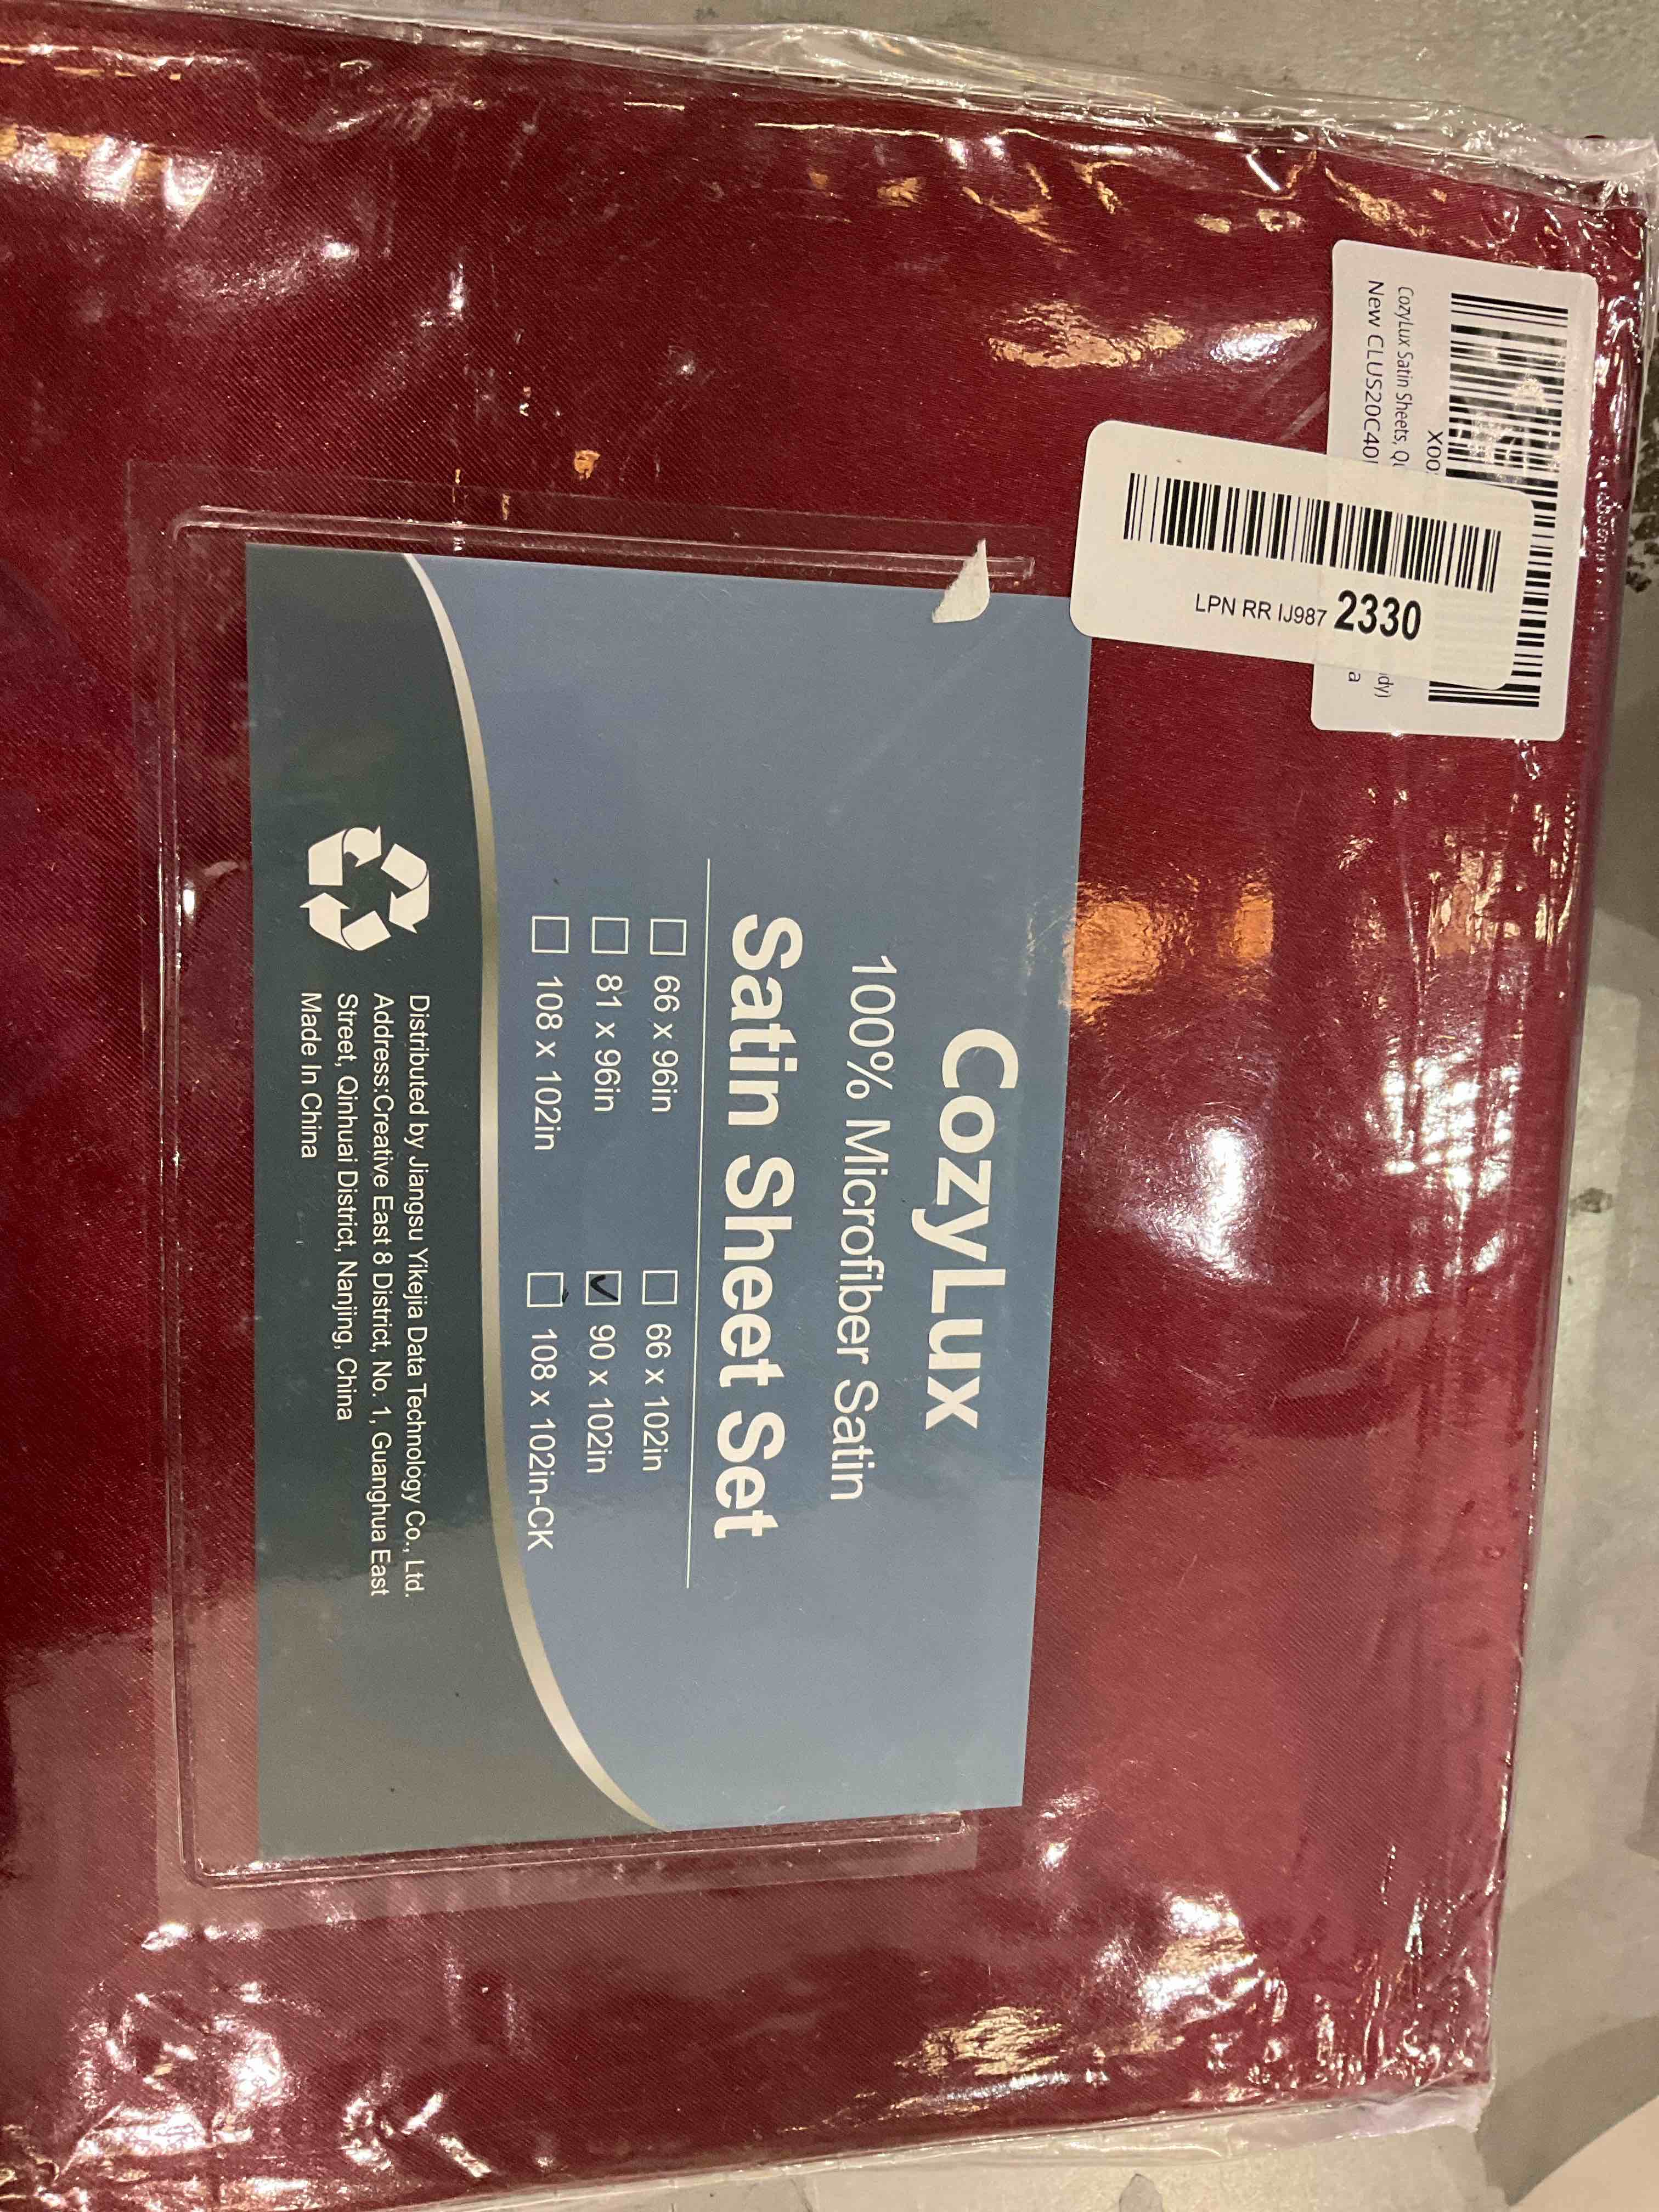 X00
CozyLux Satin Sheets,
dy)
New CLUS20C40
a
LPN RR IJ987 2330
CozyLux
100% Microfiber Satin
Satin Sheet Set
66 x 96in
66 x 102in
81 x 96in
90 x 102in
108 x 102in
108 x 102in-CK
Distributed by Jiangsu Yikejia Data Technology Co., Ltd.
Address:Creative East 8 District, No. 1, Guanghua East
Street, Qinhuai District, Nanjing, China
Made In China